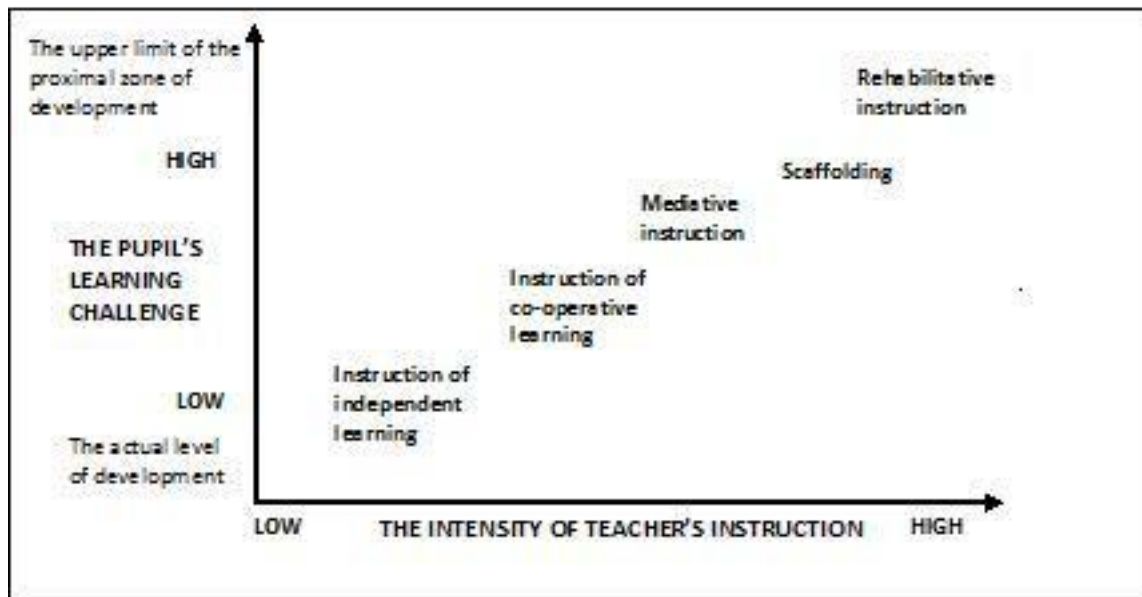 The upper limit of the
proximal zone of
development
HIGH
THE PUPIL'S
LEARNING
CHALLENGE
LOW
The actual level
of development
Rehabilitative
instruction
Scaffolding
Mediative
instruction
Instruction of
co-operative
learning
Instruction of
independent
learning
LOW
THE INTENSITY OF TEACHER'S INSTRUCTION
HIGH